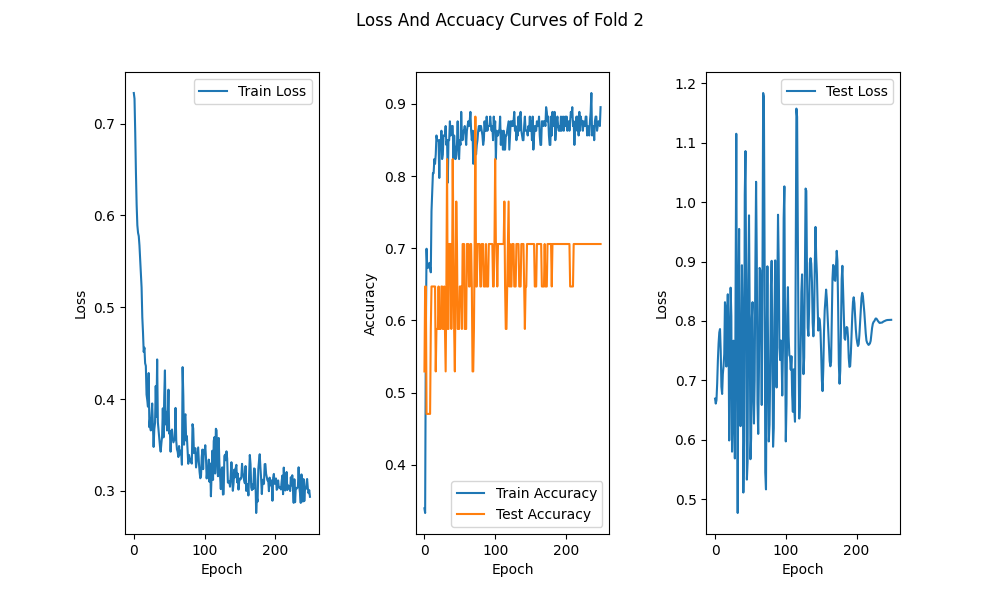 Loss And Accuacy Curves of Fold 2
Train Loss
0.7
0.6
0.5
0.4
0.3
Loss
0
100
200
Epoch
0.9
0.8
0.7
0.6
0.5
0.4
Accuracy
Train Accuracy
Test Accuracy
0
100
200
Epoch
Test Loss
1.2
1.1
1.0
0.9
0.8
0.7
0.6
0.5
Loss
0
100
200
Epoch